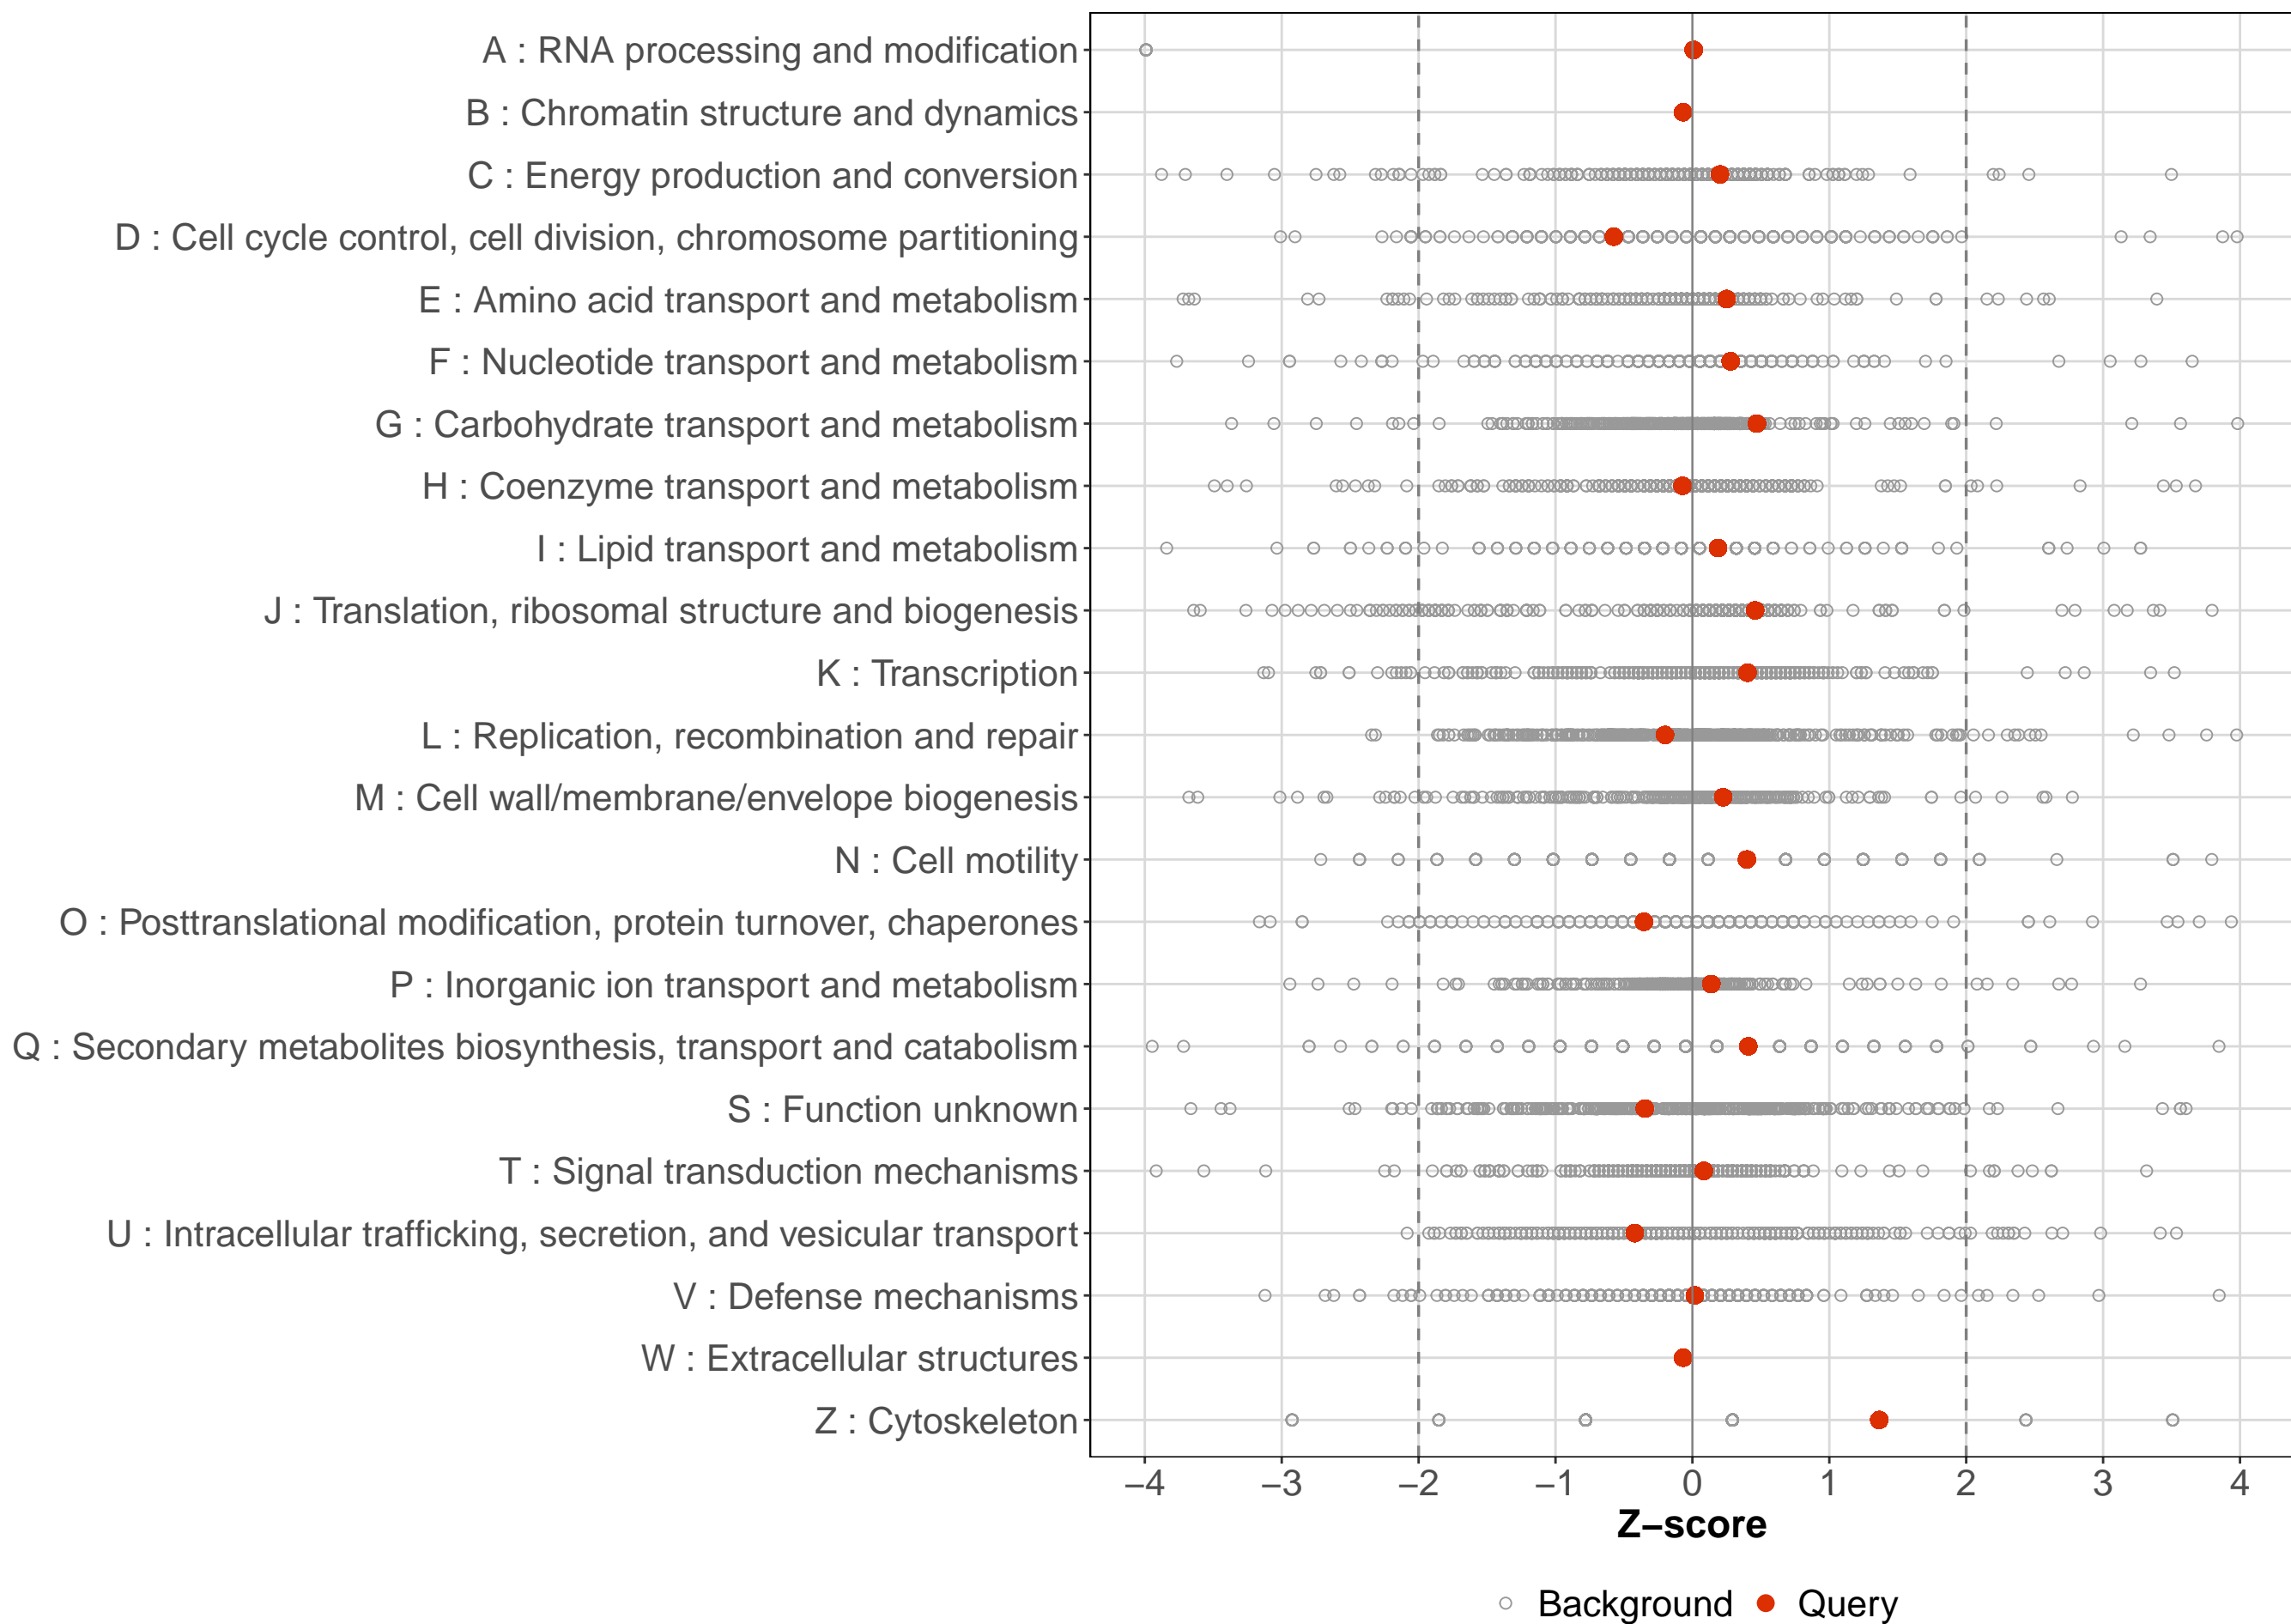 A : RNA processing and modification
B : Chromatin structure and dynamics
C : Energy production and conversion
D : Cell cycle control, cell division, chromosome partitioning
E : Amino acid transport and metabolism
F : Nucleotide transport and metabolism
G : Carbohydrate transport and metabolism
H : Coenzyme transport and metabolism
I : Lipid transport and metabolism
J : Translation, ribosomal structure and biogenesis
K : Transcription
L : Replication, recombination and repair
M : Cell wall/membrane/envelope biogenesis
N : Cell motility
O : Posttranslational modification, protein turnover, chaperones
P : Inorganic ion transport and metabolism
Q : Secondary metabolites biosynthesis, transport and catabolism
S : Function unknown
T : Signal transduction mechanisms
U : Intracellular trafficking, secretion, and vesicular transport
V : Defense mechanisms
W : Extracellular structures
Z : Cytoskeleton
−4 −3 −2 −1 0 1 2 3 4
Z−score
Background Query